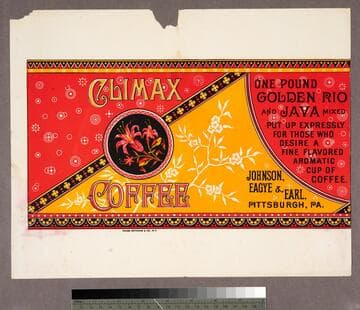 CLIMAX
COFFEE
ONE POUND
GOLDEN RIO
AND JAVA MIXED
PUT UP EXPRESSLY
FOR THOSE WHO
DESIRE A
FINE FLAVORED
AROMATIC
CUP OF
COFFEE.
JOHNSON,
EAGYE & EARL.
PITTSBURGH, PA.